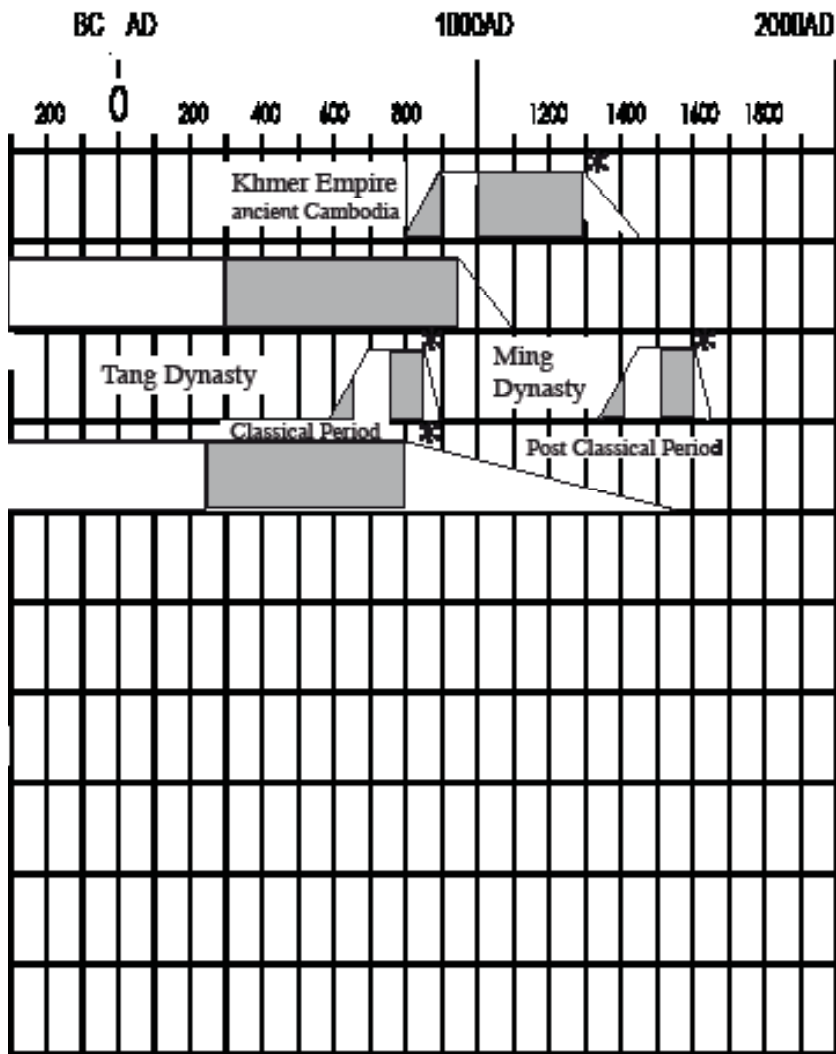 BC AD 1000AD 2000AD
200 0 200 400 600 800 1200 1400 1600 1800
Khmer Empire
ancient Cambodia
*
Tang Dynasty
*
Ming
Dynasty
*
Classical Period
*
Post Classical Period